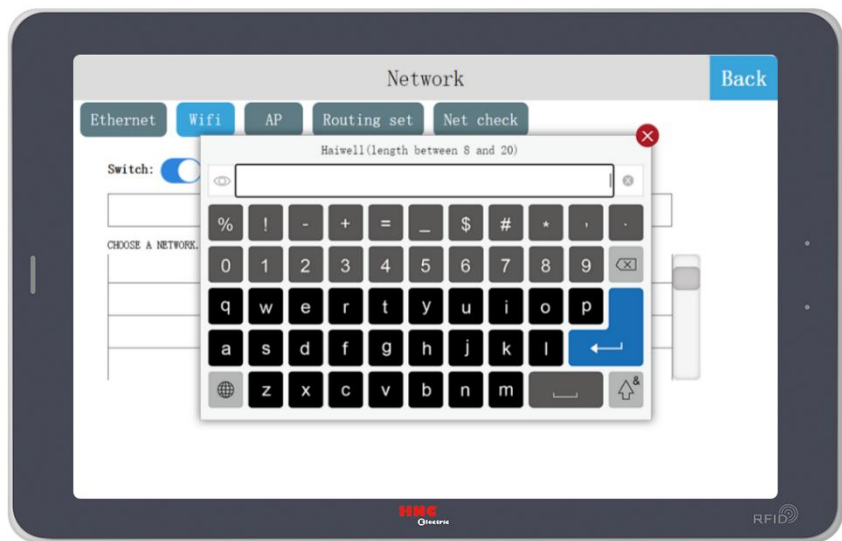 Network
Back
Ethernet
Wifi
AP
Routing set
Net check
Haiwell(length between 8 and 20)
Switch:
% ! - + = _ $ # * , .
CHOOSE A NETWORK.
0 1 2 3 4 5 6 7 8 9
q w e r t y u i o p
a s d f g h j k l
z x c v b n m &
HNC
Electric
RFID